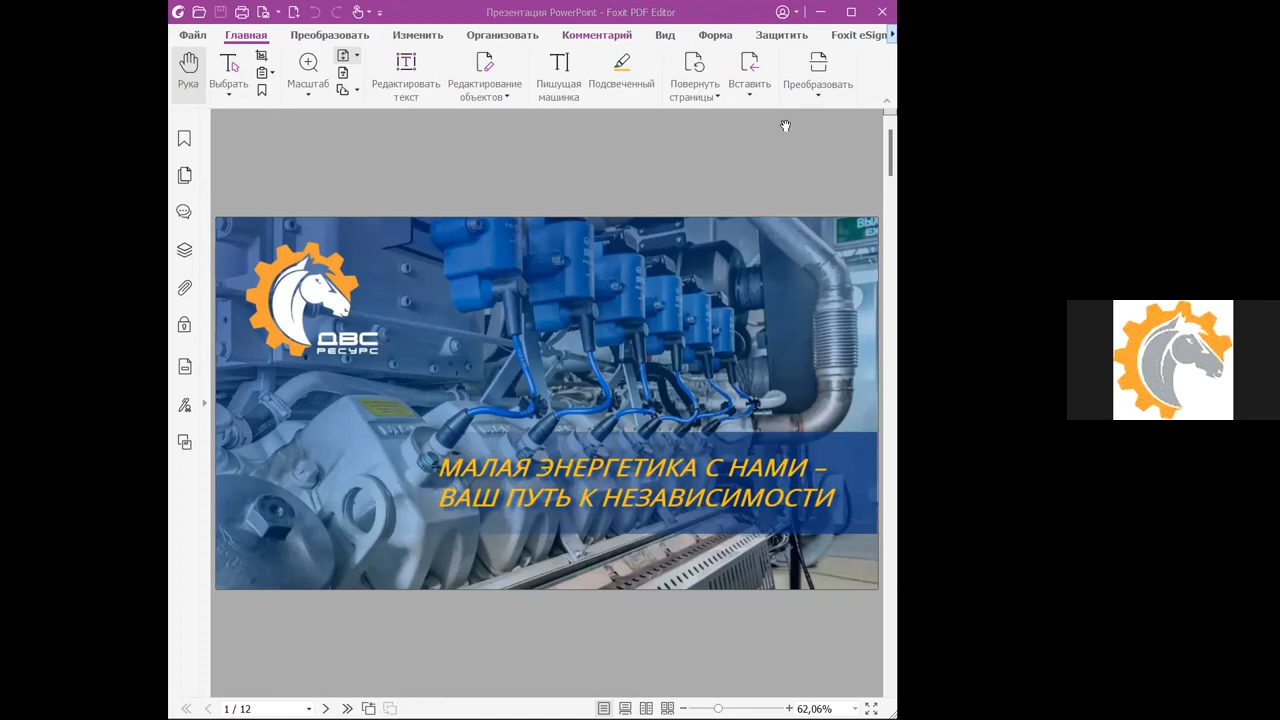 Презентация PowerPoint - Foxit PDF Editor
Файл Главная Преобразовать Изменить Организовать Комментарий Вид Форма Защитить Foxit eSign
Рука
Выбрать
Масштаб
Редактировать
текст
Редактирование
объектов
Пишущая
машинка
Подсвеченный
Повернуть
страницы
Вставить
Преобразовать
ДВС
РЕСУРС
МАЛАЯ ЭНЕРГЕТИКА С НАМИ –
ВАШ ПУТЬ К НЕЗАВИСИМОСТИ
1 / 12
62,06%